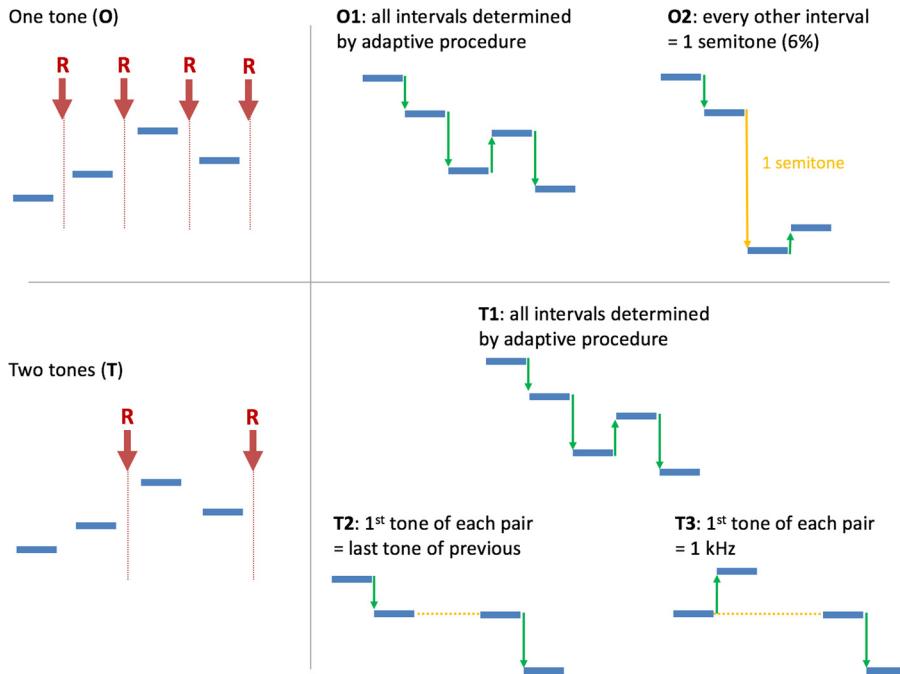 One tone (O)
R R R R
O1: all intervals determined
by adaptive procedure
O2: every other interval
= 1 semitone (6%)
1 semitone
Two tones (T)
R R
T1: all intervals determined
by adaptive procedure
T2: 1st tone of each pair
= last tone of previous
T3: 1st tone of each pair
= 1 kHz